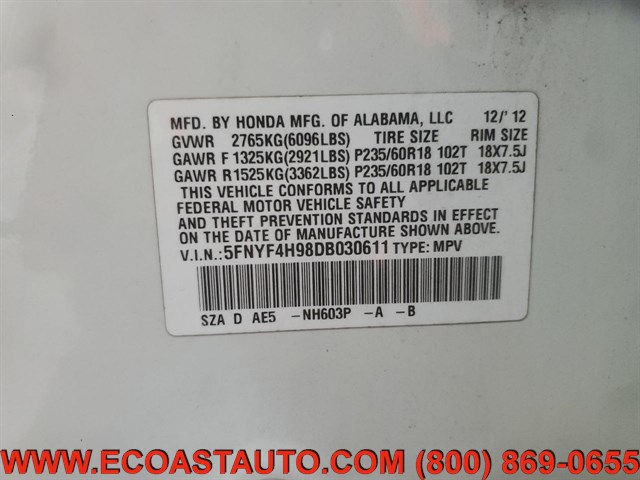 MFD. BY HONDA MFG. OF ALABAMA, LLC 12/'12
GVWR 2765KG(6096LBS) TIRE SIZE RIM SIZE
GAWR F1325KG(2921LBS) P235/60R18 102T 18X7.5J
GAWR R1525KG(3362LBS) P235/60R18 102T 18X7.5J
THIS VEHICLE CONFORMS TO ALL APPLICABLE
FEDERAL MOTOR VEHICLE SAFETY
AND THEFT PREVENTION STANDARDS IN EFFECT
ON THE DATE OF MANUFACTURE SHOWN ABOVE.
V.I.N.:5FNYF4H98DB030611 TYPE: MPV
SZA D AE5 -NH603P -A -B
WWW.ECOASTAUTO.COM (800) 869-0655